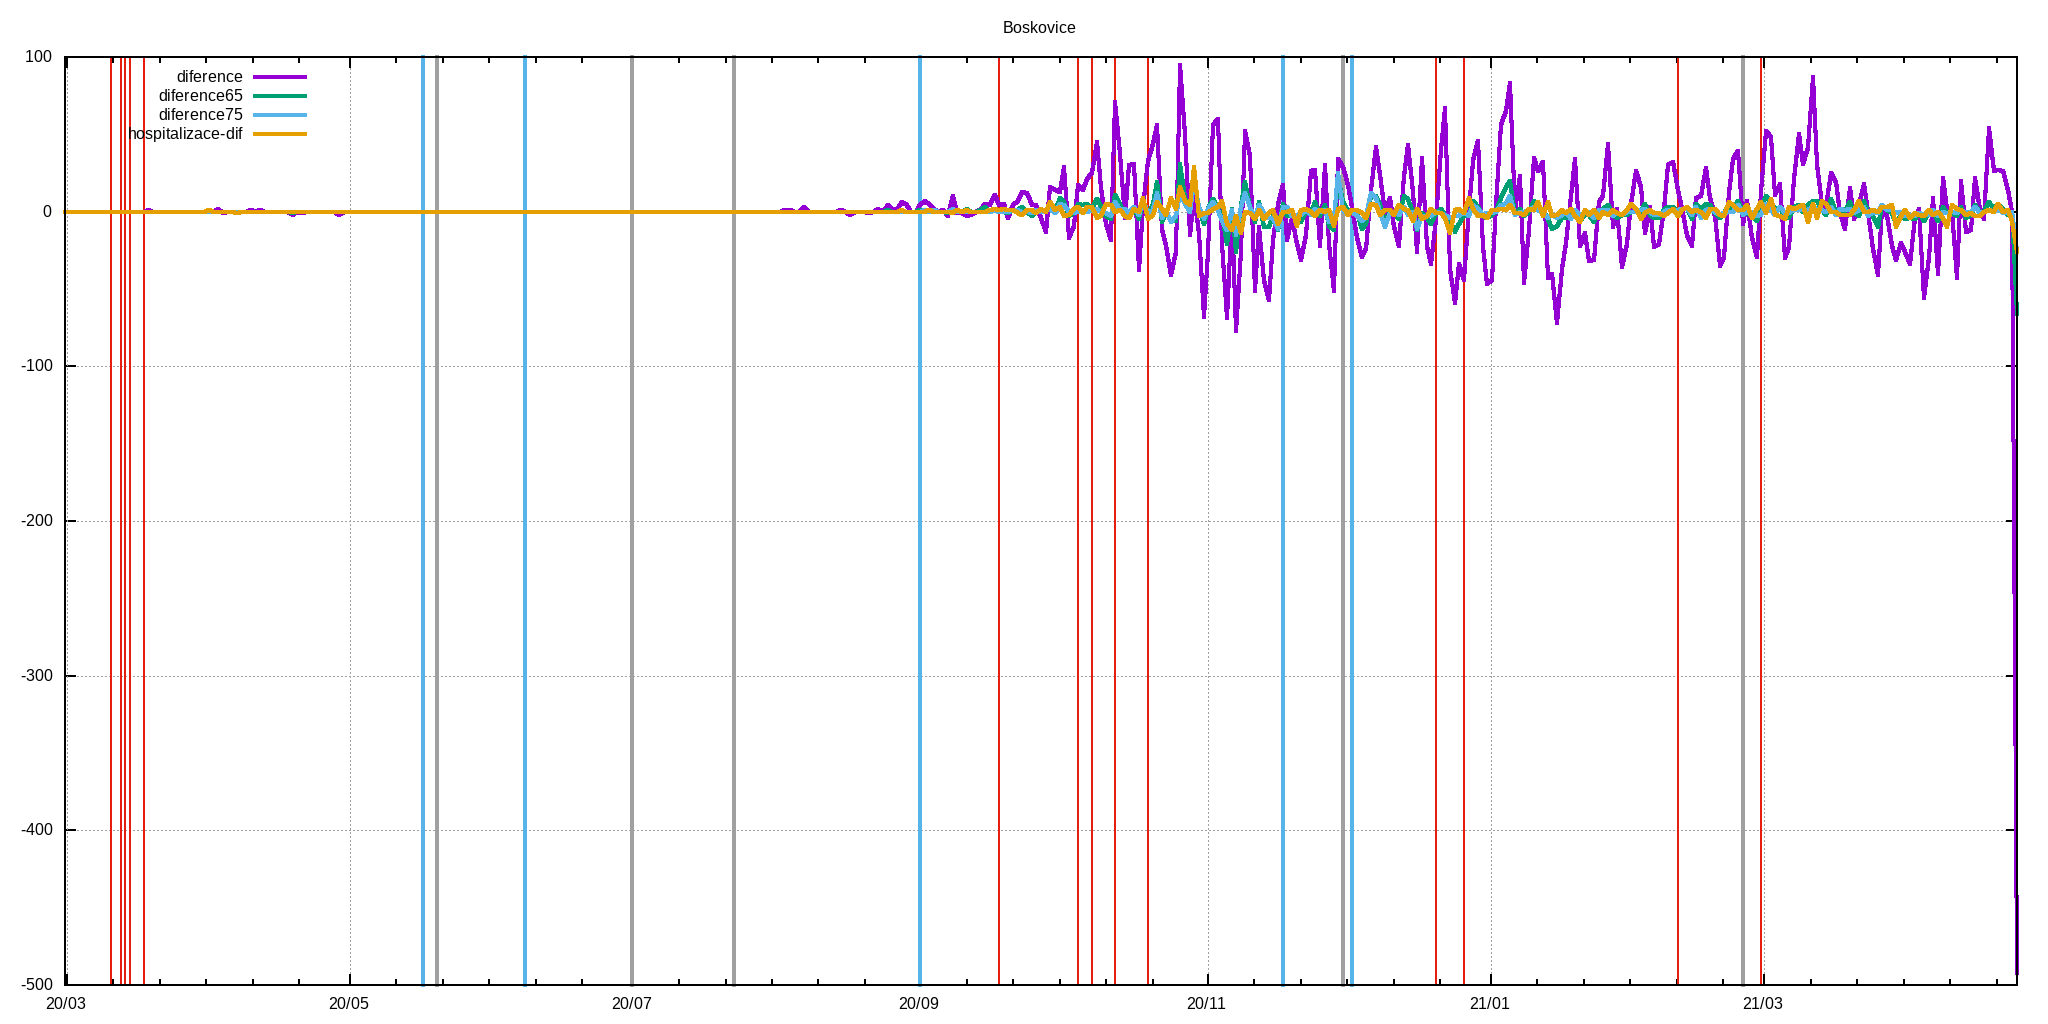 Boskovice
100
diference
diference65
diference75
hospitalizace-dif
0
-100
-200
-300
-400
-500
20/03 20/05 20/07 20/09 20/11 21/01 21/03